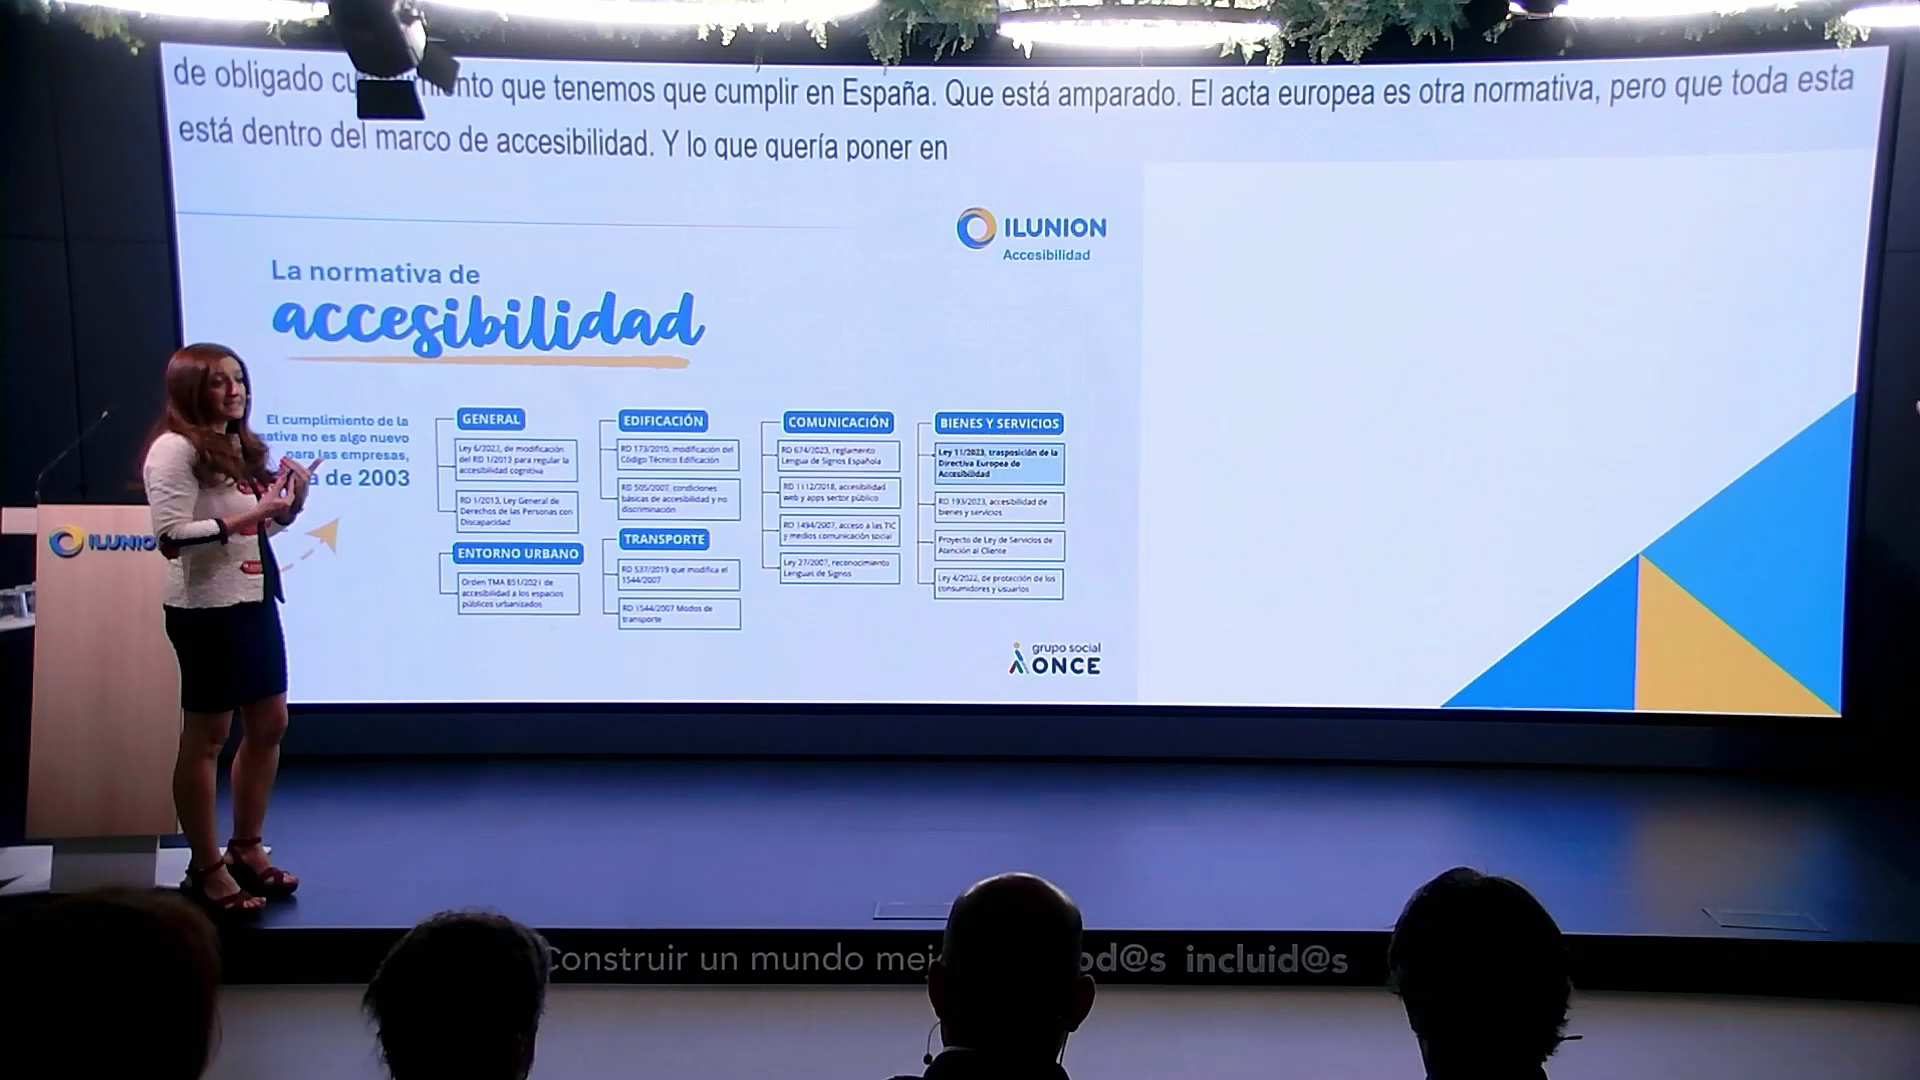 de obligado cumplimiento que tenemos que cumplir en España. Que está amparado. El acta europea es otra normativa, pero que toda esta
está dentro del marco de accesibilidad. Y lo que quería poner en
ILUNION
Accesibilidad
La normativa de
accesibilidad
El cumplimiento de la
ativa no es algo nuevo
para las empresas,
de 2003
GENERAL
Ley 6/2022, de modificación
del RD 1/2013 para regular la
accesibilidad cognitiva
RD 1/2013, Ley General de
Derechos de las Personas con
Discapacidad
ENTORNO URBANO
Orden TMA 851/2021 de
accesibilidad a los espacios
públicos urbanizados
EDIFICACIÓN
RD 173/2010, modificación del
Código Técnico Edificación
RD 505/2007, condiciones
básicas de accesibilidad y no
discriminación
TRANSPORTE
RD 537/2019 que modifica el
1544/2007
RD 1544/2007 Modos de
transporte
COMUNICACIÓN
RD 674/2023, reglamento
Lengua de Signos Española
RD 1112/2018, accesibilidad
web y apps sector público
RD 1494/2007, acceso a las TIC
y medios comunicación social
Ley 27/2007, reconocimiento
Lenguas de Signos
BIENES Y SERVICIOS
Ley 11/2023, trasposición de la
Directiva Europea de
Accesibilidad
RD 193/2023, accesibilidad de
bienes y servicios
Proyecto de Ley de Servicios de
Atención al Cliente
Ley 4/2022, de protección de los
consumidores y usuarios
grupo social
ONCE
ILUNIO
Construir un mundo mej od@s incluid@s